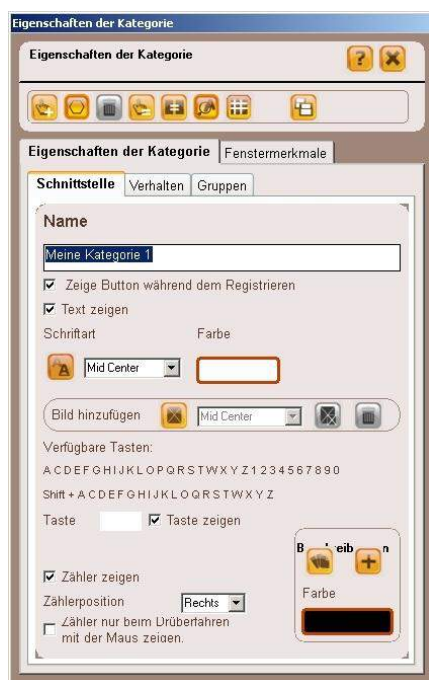 Eigenschaften der Kategorie
Eigenschaften der Kategorie
?
Eigenschaften der Kategorie Fenstermerkmale
Schnittstelle Verhalten Gruppen
Name
Meine Kategorie 1
Zeige Button während dem Registrieren
Text zeigen
Schriftart Farbe
A Mid Center
Bild hinzufügen Mid Center
Verfügbare Tasten:
A C D E F G H I J K L O P Q R S T W X Y Z 1 2 3 4 5 6 7 8 9 0
Shift + A C D E F G H I J K L O Q R S T W X Y Z
Taste Taste zeigen
Zähler zeigen
Farbe
Zählerposition Rechts
Zähler nur beim Drüberfahren
mit der Maus zeigen.